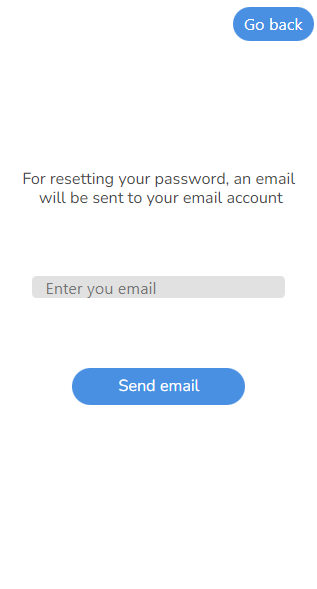 Go back
For resetting your password, an email
will be sent to your email account
Enter you email
Send email